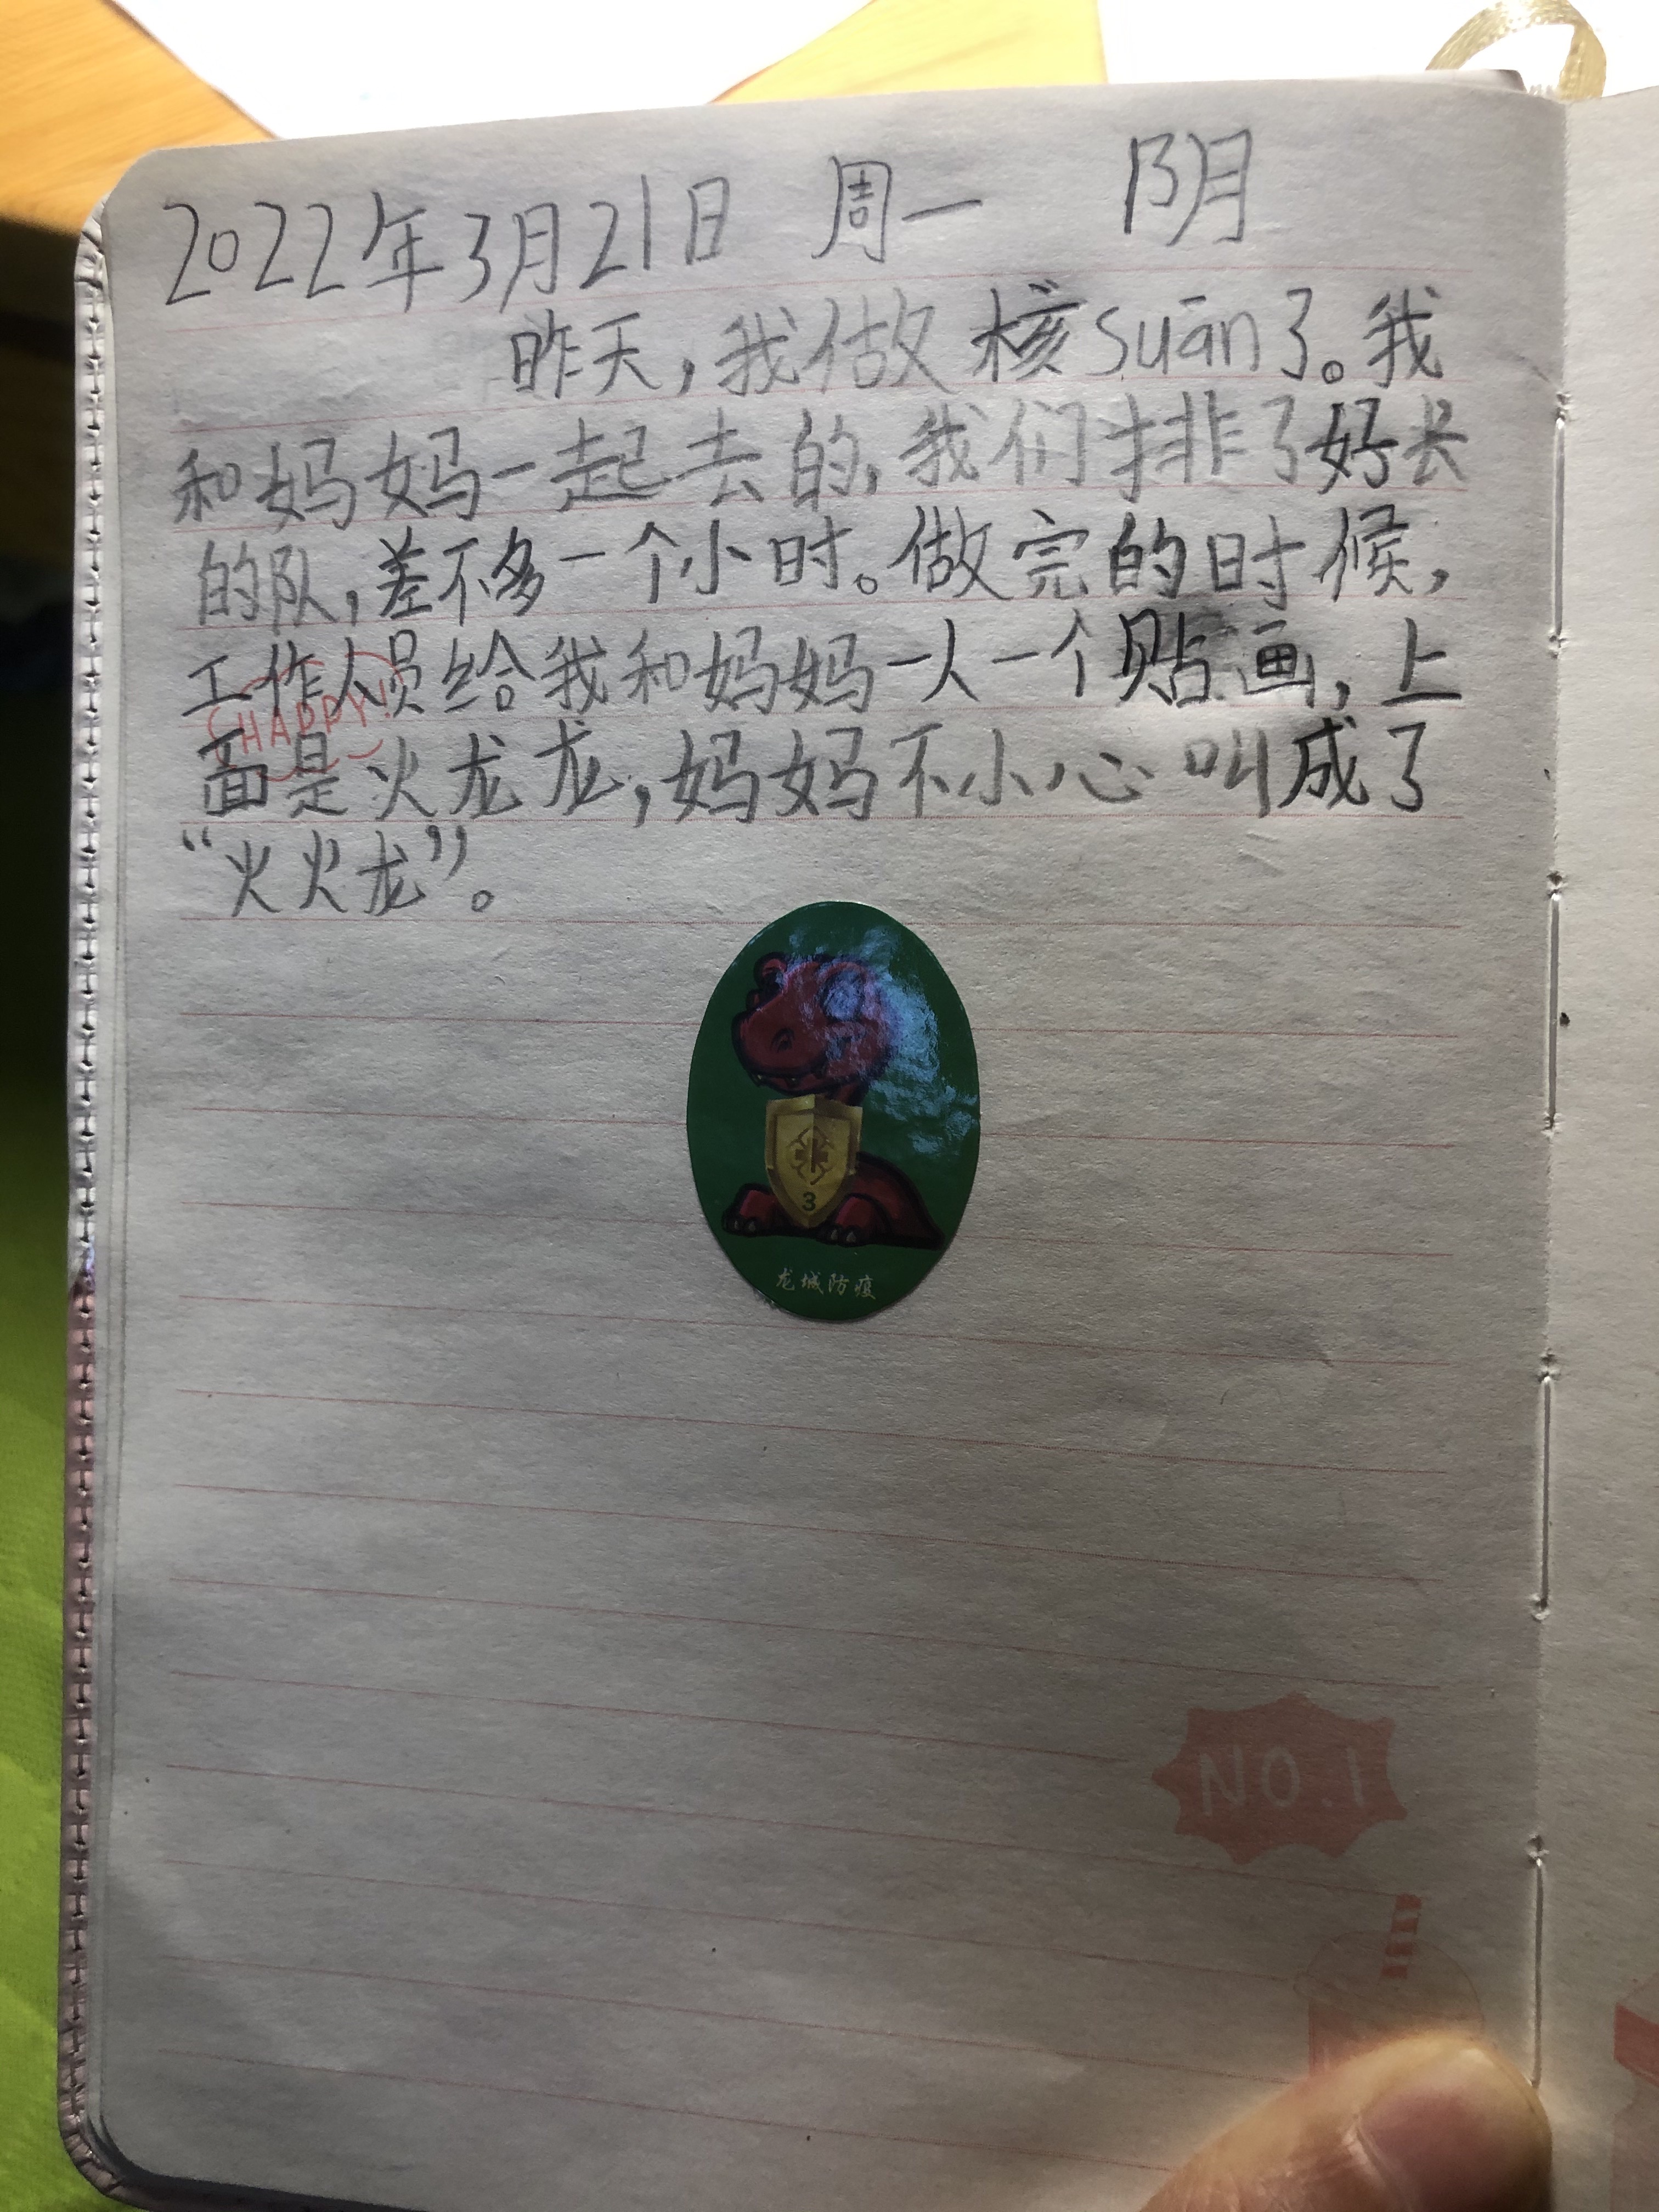 2022年3月21日 周一 阴
昨天,我做核suān了。我
和妈妈一起去的,我们排了好长
的队,差不多一个小时。做完的时候,
工作人员给我和妈妈一人一个贴画,上
HAPPY!
面是火龙龙,妈妈不小心叫成了
“火火龙”。
3
龙城防疫
NO.1